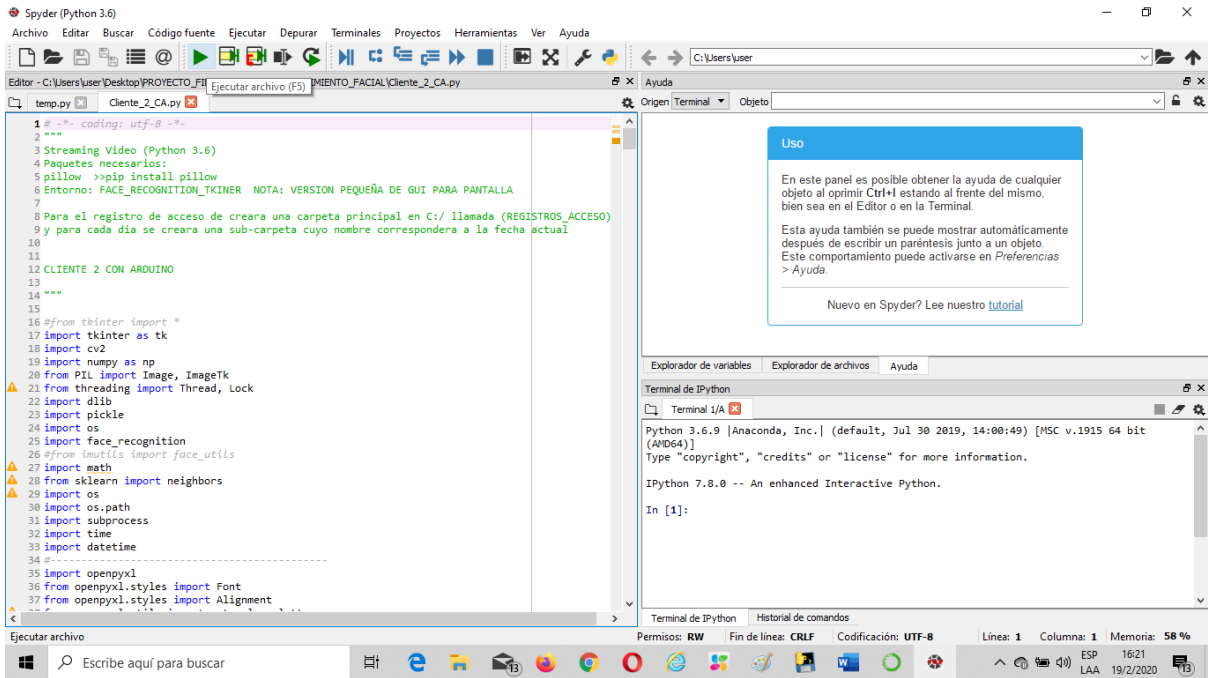 Spyder (Python 3.6)
Archivo Editar Buscar Código fuente Ejecutar Depurar Terminales Proyectos Herramientas Ver Ayuda
C:\Users\user
Editor - C:\Users\user\Desktop\PROYECTO_FI MIENTO_FACIAL\Cliente_2_CA.py
Ejecutar archivo (F5)
temp.py Cliente_2_CA.py
1 # -*- coding: utf-8 -*-
2 """
3 Streaming Video (Python 3.6)
4 Paquetes necesarios:
5 pillow >>pip install pillow
6 Entorno: FACE_RECOGNITION_TKINER NOTA: VERSION PEQUEÑA DE GUI PARA PANTALLA
7
8 Para el registro de acceso de creara una carpeta principal en C:/ llamada (REGISTROS_ACCESO)
9 y para cada dia se creara una sub-carpeta cuyo nombre correspondera a la fecha actual
10
11
12 CLIENTE 2 CON ARDUINO
13
14 """
15
16 #from tkinter import *
17 import tkinter as tk
18 import cv2
19 import numpy as np
20 from PIL import Image, ImageTk
21 from threading import Thread, Lock
22 import dlib
23 import pickle
24 import os
25 import face_recognition
26 #from imutils import face_utils
27 import math
28 from sklearn import neighbors
29 import os
30 import os.path
31 import subprocess
32 import time
33 import datetime
34 #--------------------------------------------
35 import openpyxl
36 from openpyxl.styles import Font
37 from openpyxl.styles import Alignment
Ayuda
Origen Terminal Objeto
Uso
En este panel es posible obtener la ayuda de cualquier
objeto al oprimir Ctrl+I estando al frente del mismo,
bien sea en el Editor o en la Terminal.
Esta ayuda también se puede mostrar automáticamente
después de escribir un paréntesis junto a un objeto.
Este comportamiento puede activarse en Preferencias
> Ayuda.
Nuevo en Spyder? Lee nuestro tutorial
Explorador de variables Explorador de archivos Ayuda
Terminal de IPython
Terminal 1/A
Python 3.6.9 |Anaconda, Inc.| (default, Jul 30 2019, 14:00:49) [MSC v.1915 64 bit
(AMD64)]
Type "copyright", "credits" or "license" for more information.
IPython 7.8.0 -- An enhanced Interactive Python.
In [1]:
Terminal de IPython Historial de comandos
Ejecutar archivo
Permisos: RW Fin de línea: CRLF Codificación: UTF-8 Línea: 1 Columna: 1 Memoria: 58 %
Escribe aquí para buscar
13
ESP
LAA
16:21
19/2/2020
13